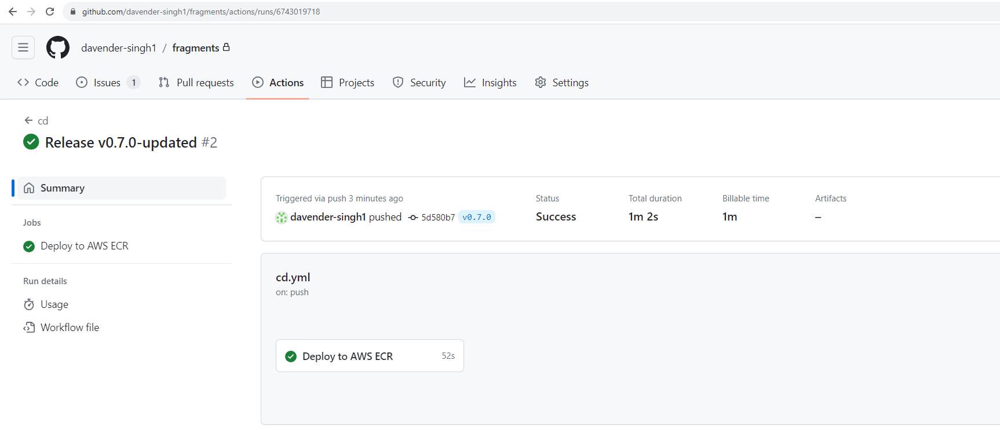 github.com/davender-singh1/fragments/actions/runs/6743019718
davender-singh1 / fragments
Code Issues 1 Pull requests Actions Projects Security Insights Settings
cd
Release v0.7.0-updated #2
Summary
Jobs
Deploy to AWS ECR
Run details
Usage
Workflow file
Triggered via push 3 minutes ago
davender-singh1 pushed 5d580b7 v0.7.0
Status
Success
Total duration
1m 2s
Billable time
1m
Artifacts
–
cd.yml
on: push
Deploy to AWS ECR 52s